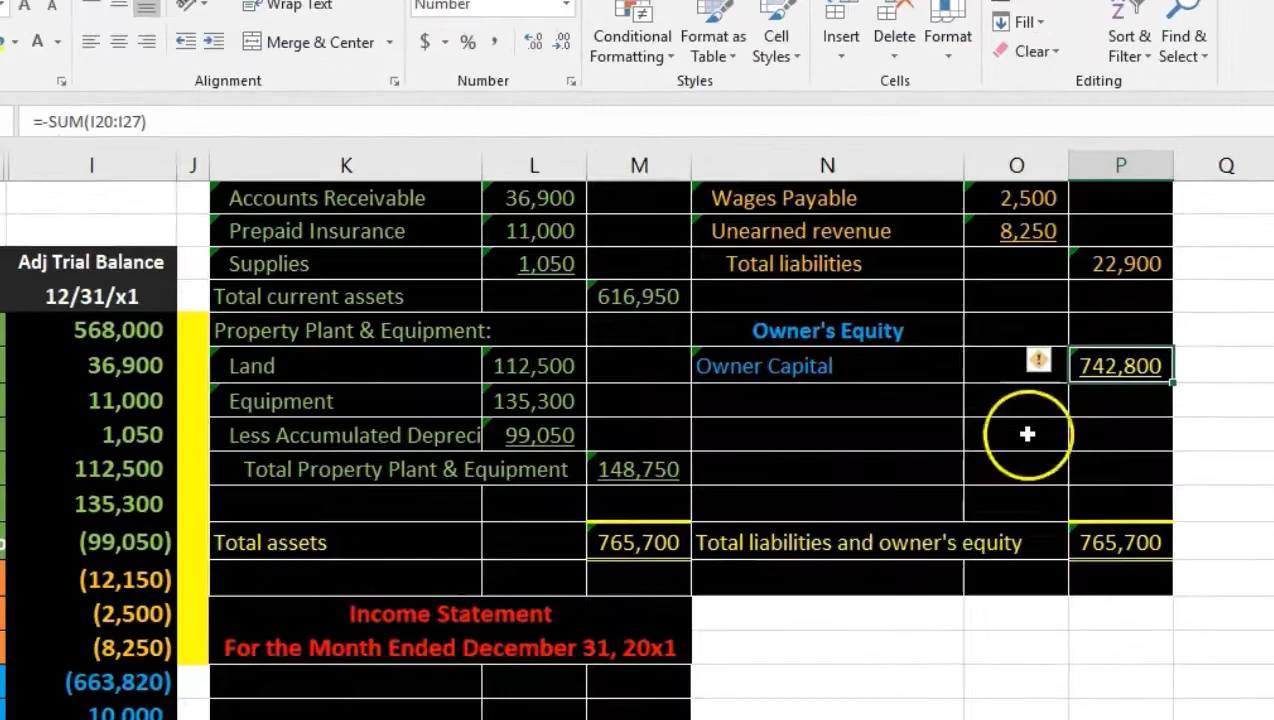 Wrap Text
Number
Merge & Center
$
%
Conditional
Formatting
Format as
Table
Cell
Styles
Insert
Delete
Format
Fill
Clear
Sort &
Filter
Find &
Select
Alignment
Number
Styles
Cells
Editing
=-SUM(I20:I27)
I J K L M N O P Q
Accounts Receivable 36,900 Wages Payable 2,500
Prepaid Insurance 11,000 Unearned revenue 8,250
Adj Trial Balance Supplies 1,050 Total liabilities 22,900
12/31/x1 Total current assets 616,950
568,000 Property Plant & Equipment: Owner's Equity
36,900 Land 112,500 Owner Capital 742,800
11,000 Equipment 135,300
1,050 Less Accumulated Depreci 99,050
112,500 Total Property Plant & Equipment 148,750
135,300
(99,050) Total assets 765,700 Total liabilities and owner's equity 765,700
(12,150)
(2,500) Income Statement
(8,250) For the Month Ended December 31, 20x1
(663,820)
10,000